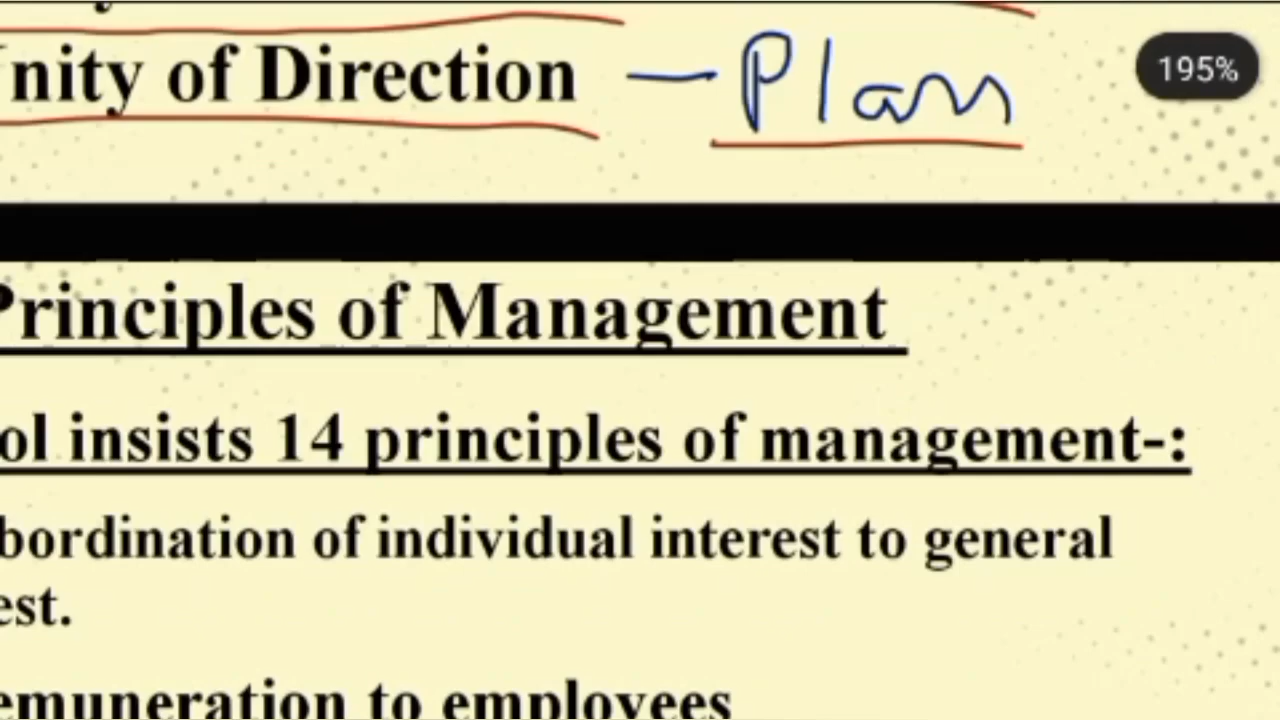 nity of Direction – Plan
195%
Principles of Management
ol insists 14 principles of management-:
bordination of individual interest to general
est.
emuneration to employees